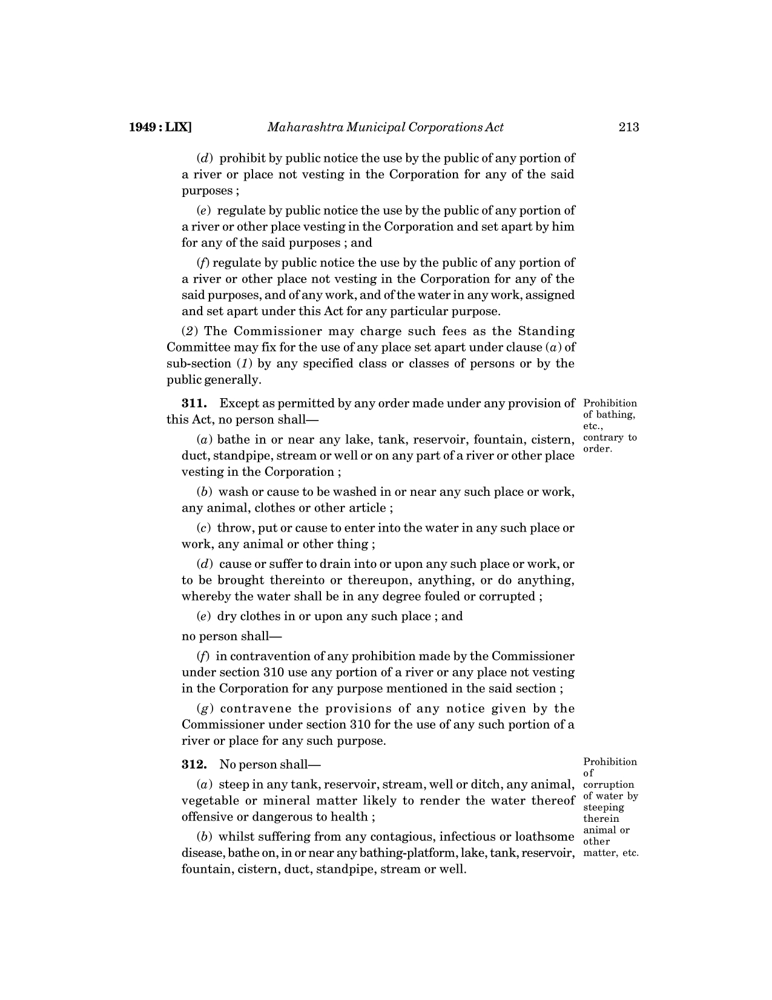 1949 : LIX] Maharashtra Municipal Corporations Act 213
(d) prohibit by public notice the use by the public of any portion of
a river or place not vesting in the Corporation for any of the said
purposes ;
(e) regulate by public notice the use by the public of any portion of
a river or other place vesting in the Corporation and set apart by him
for any of the said purposes ; and
(f) regulate by public notice the use by the public of any portion of
a river or other place not vesting in the Corporation for any of the
said purposes, and of any work, and of the water in any work, assigned
and set apart under this Act for any particular purpose.
(2) The Commissioner may charge such fees as the Standing
Committee may fix for the use of any place set apart under clause (a) of
sub-section (1) by any specified class or classes of persons or by the
public generally.
311. Except as permitted by any order made under any provision of
this Act, no person shall—
Prohibition
of bathing,
etc.,
contrary to
order.
(a) bathe in or near any lake, tank, reservoir, fountain, cistern,
duct, standpipe, stream or well or on any part of a river or other place
vesting in the Corporation ;
(b) wash or cause to be washed in or near any such place or work,
any animal, clothes or other article ;
(c) throw, put or cause to enter into the water in any such place or
work, any animal or other thing ;
(d) cause or suffer to drain into or upon any such place or work, or
to be brought thereinto or thereupon, anything, or do anything,
whereby the water shall be in any degree fouled or corrupted ;
(e) dry clothes in or upon any such place ; and
no person shall—
(f) in contravention of any prohibition made by the Commissioner
under section 310 use any portion of a river or any place not vesting
in the Corporation for any purpose mentioned in the said section ;
(g) contravene the provisions of any notice given by the
Commissioner under section 310 for the use of any such portion of a
river or place for any such purpose.
312. No person shall—
Prohibition
of
corruption
of water by
steeping
therein
animal or
other
matter, etc.
(a) steep in any tank, reservoir, stream, well or ditch, any animal,
vegetable or mineral matter likely to render the water thereof
offensive or dangerous to health ;
(b) whilst suffering from any contagious, infectious or loathsome
disease, bathe on, in or near any bathing-platform, lake, tank, reservoir,
fountain, cistern, duct, standpipe, stream or well.